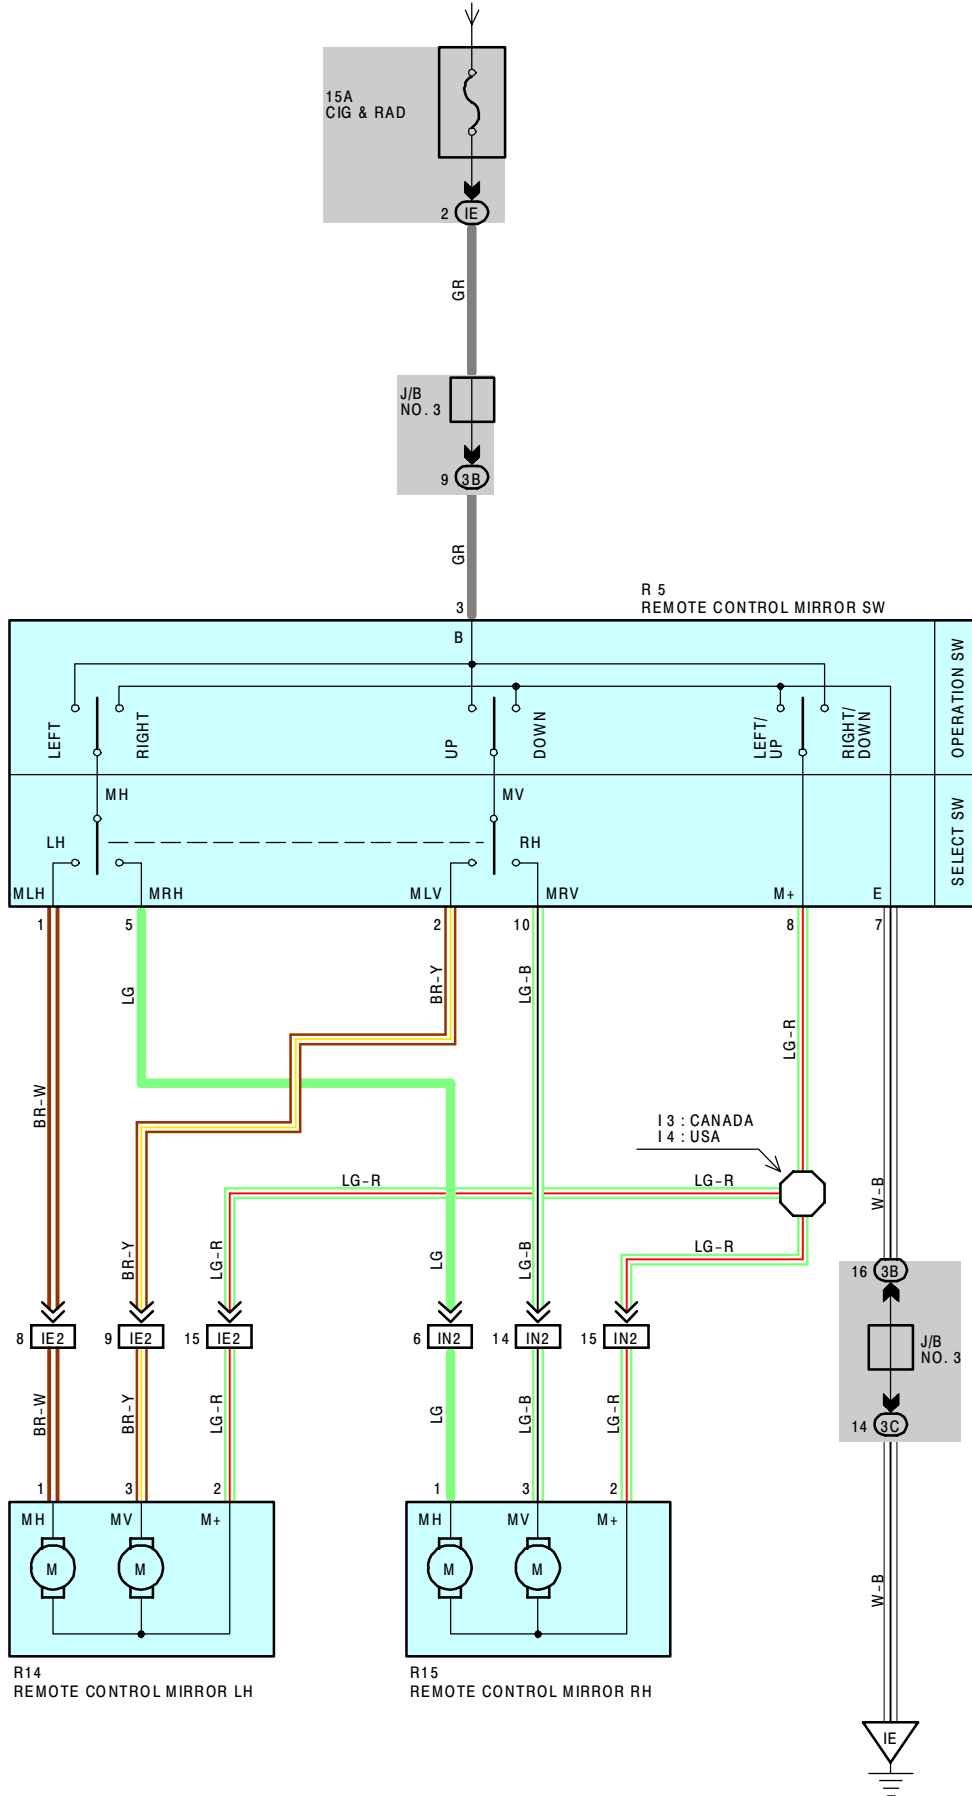 15A
CIG & RAD
2 IE
GR
J/B
NO. 3
9 3B
GR
R 5
REMOTE CONTROL MIRROR SW
3
B
OPERATION SW
LEFT
RIGHT
UP
DOWN
LEFT/
UP
RIGHT/
DOWN
MH
MV
SELECT SW
LH
RH
MLH
MRH
MLV
MRV
M+
E
1
5
2
10
8
7
LG
BR-Y
LG-B
LG-R
BR-W
I 3 : CANADA
I 4 : USA
LG-R
LG-R
W-B
BR-Y
LG-R
LG
LG-B
LG-R
16 3B
8 IE2
9 IE2
15 IE2
6 IN2
14 IN2
15 IN2
J/B
NO. 3
BR-W
BR-Y
LG-R
LG
LG-B
LG-R
14 3C
1
3
2
1
3
2
MH
MV
M+
MH
MV
M+
M
M
M
M
W-B
R14
REMOTE CONTROL MIRROR LH
R15
REMOTE CONTROL MIRROR RH
IE